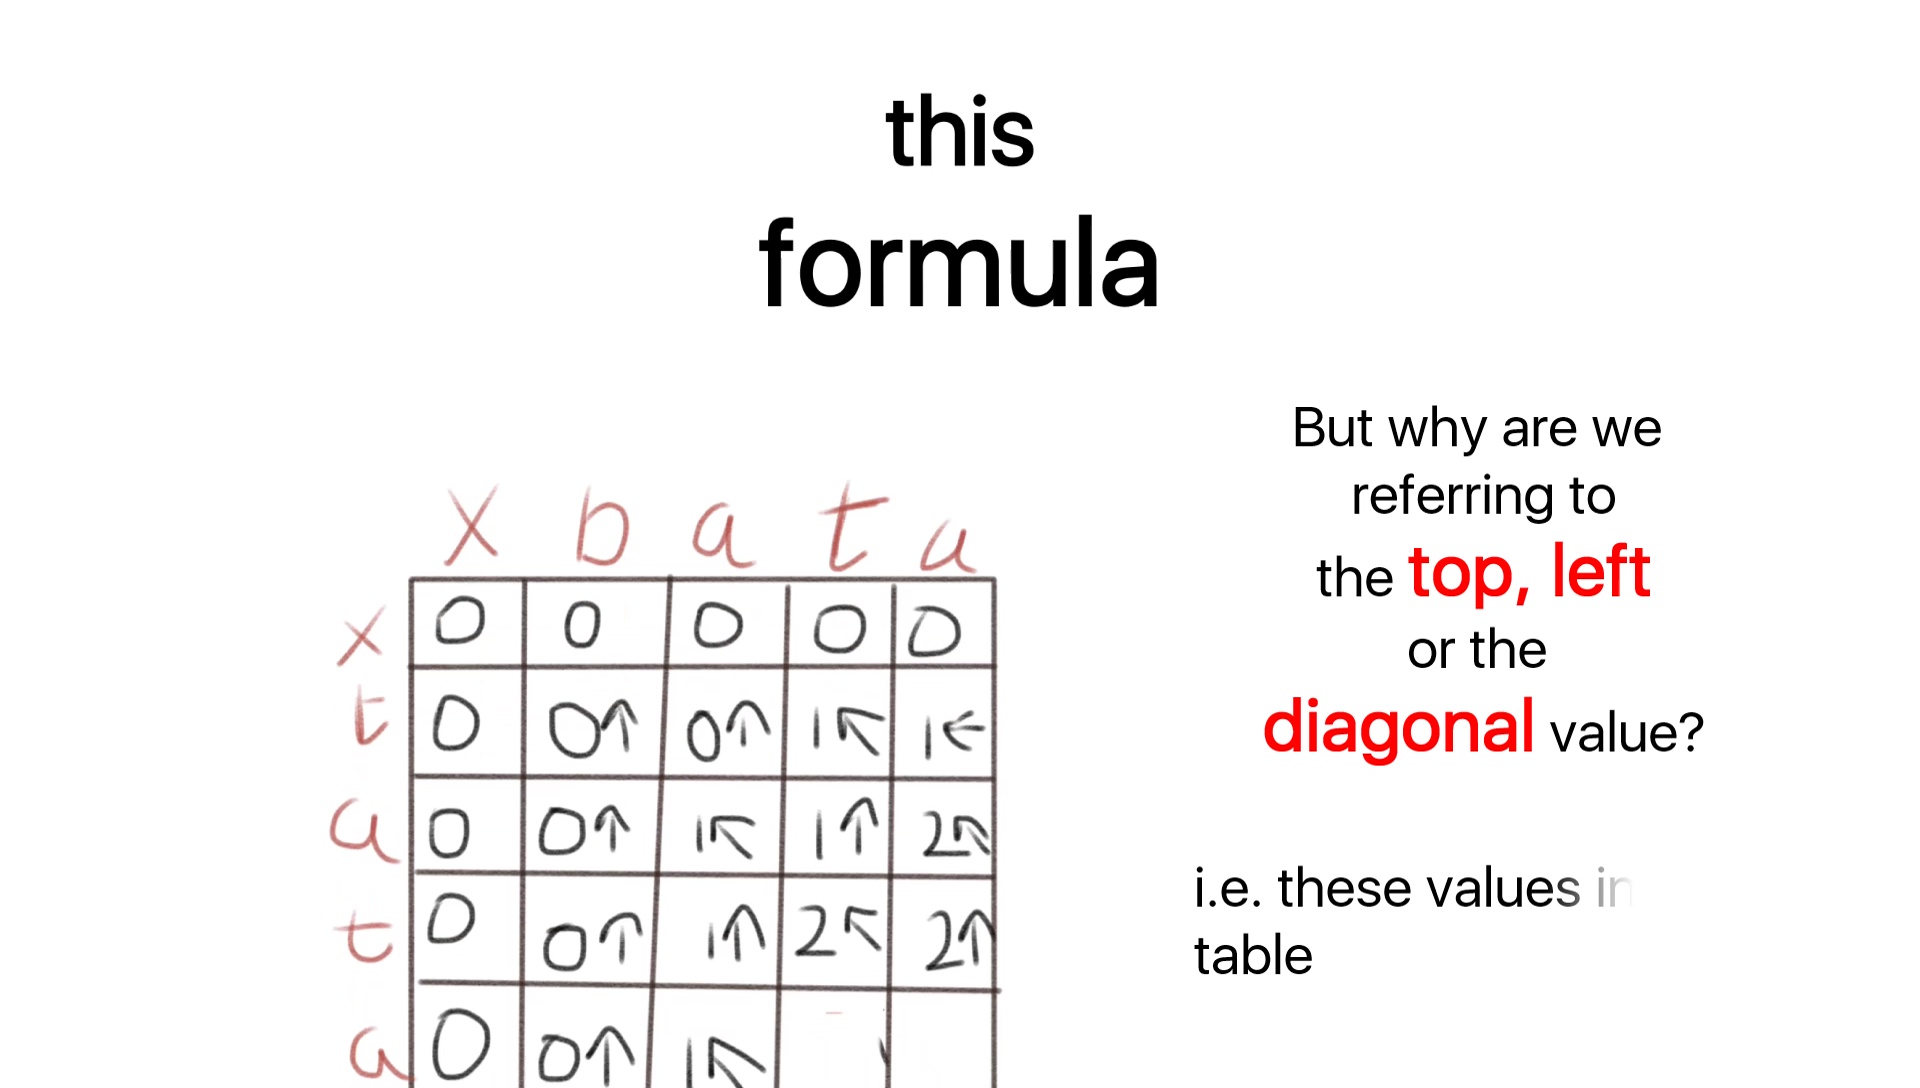 this
formula
But why are we
referring to
the top, left
or the
diagonal value?
i.e. these values in
table
x b a t a
x 0 0 0 0 0
t 0 0↑ 0↑ 1↖ 1←
a 0 0↑ 1↖ 1↑ 2↖
t 0 0↑ 1↑ 2↖ 2↑
a 0 0↑ 1↖